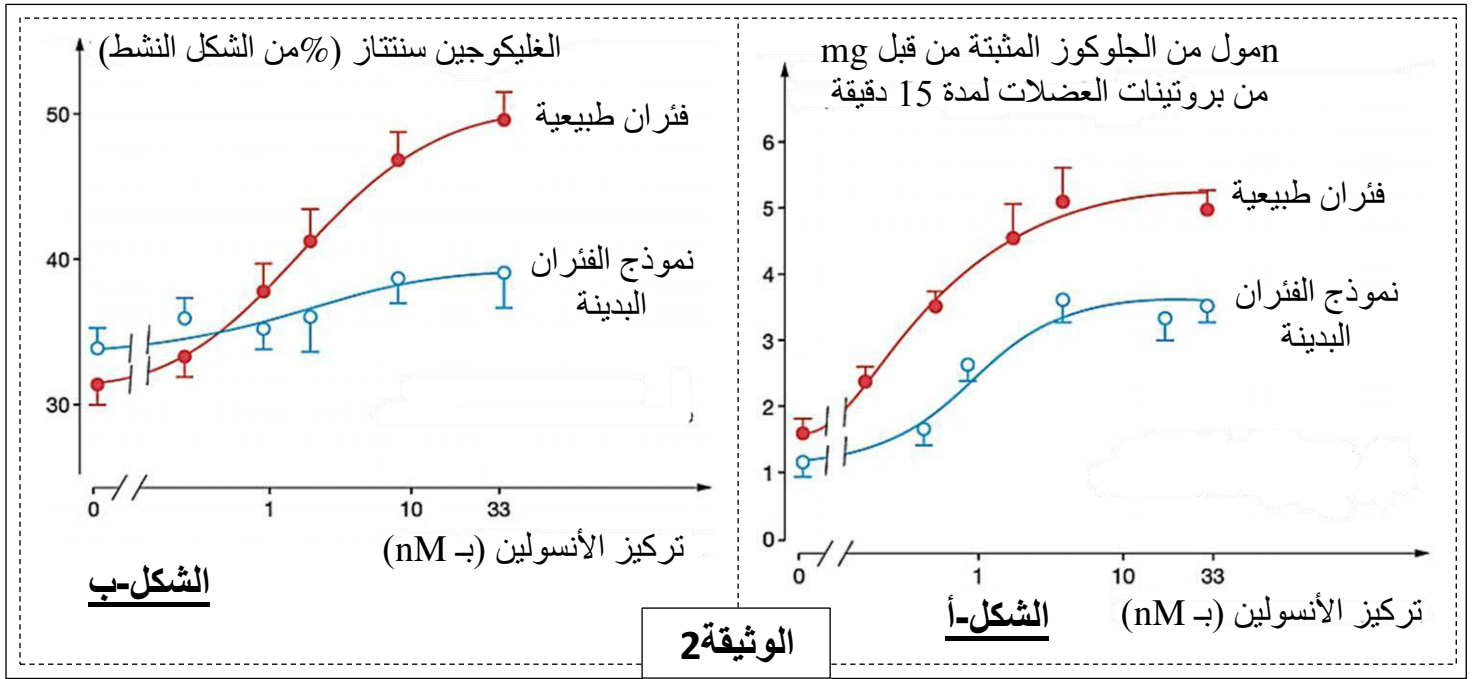 nمول من الجلوكوز المثبتة من قبل mg
من بروتينات العضلات لمدة 15 دقيقة
6
5
4
3
2
1
0
فئران طبيعية
نموذج الفئران
البدينة
0
1
10
33
تركيز الأنسولين (بـ nM)
الشكل-أ
الغليكوجين سنتتاز (%من الشكل النشط)
50
40
30
فئران طبيعية
نموذج الفئران
البدينة
0
1
10
33
تركيز الأنسولين (بـ nM)
الشكل-ب
الوثيقة2